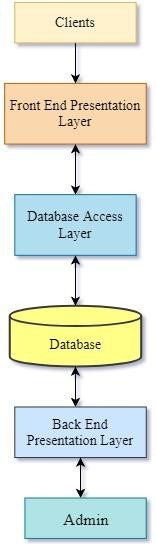 Clients
Front End Presentation
Layer
Database Access
Layer
Database
Back End
Presentation Layer
Admin